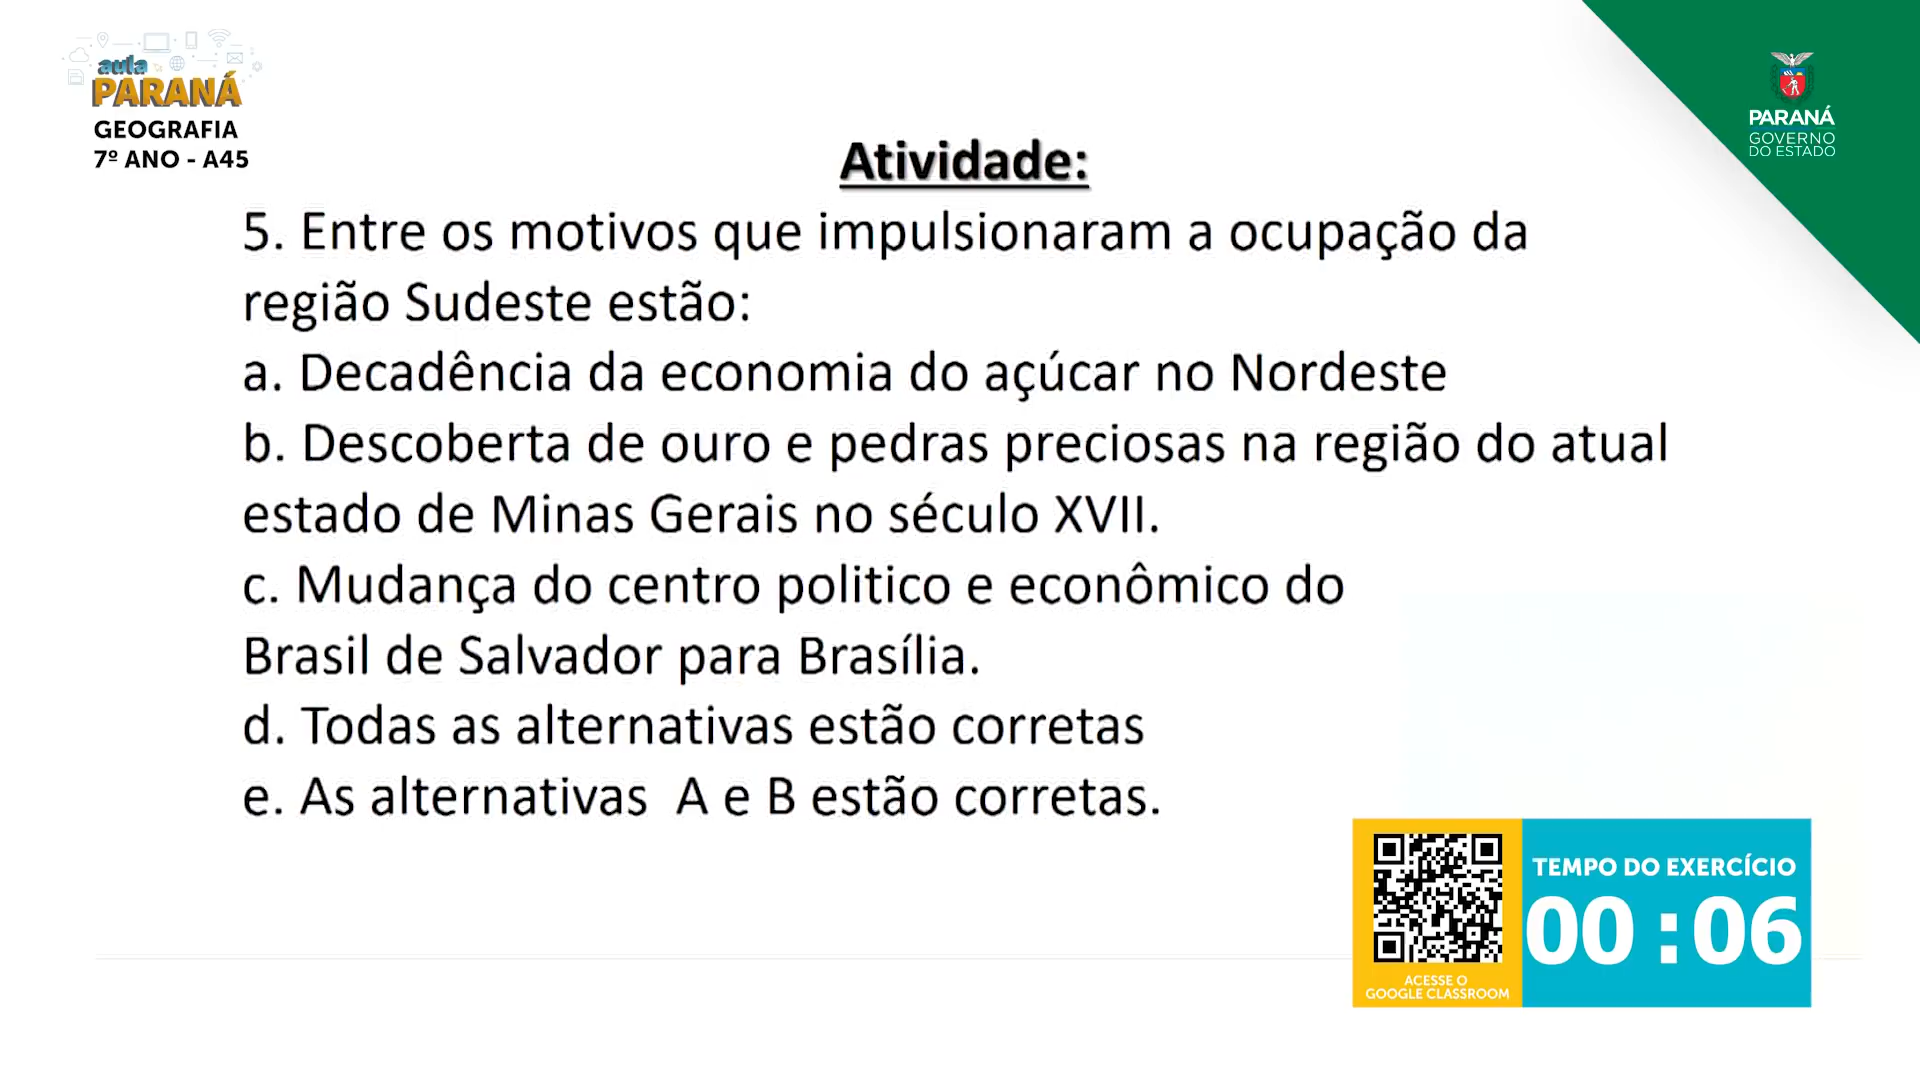 aula
PARANÁ
GEOGRAFIA
7º ANO - A45
PARANÁ
GOVERNO
DO ESTADO
Atividade:
5. Entre os motivos que impulsionaram a ocupação da
região Sudeste estão:
a. Decadência da economia do açúcar no Nordeste
b. Descoberta de ouro e pedras preciosas na região do atual
estado de Minas Gerais no século XVII.
c. Mudança do centro politico e econômico do
Brasil de Salvador para Brasília.
d. Todas as alternativas estão corretas
e. As alternativas  A e B estão corretas.
TEMPO DO EXERCÍCIO
00 :06
ACESSE O
GOOGLE CLASSROOM